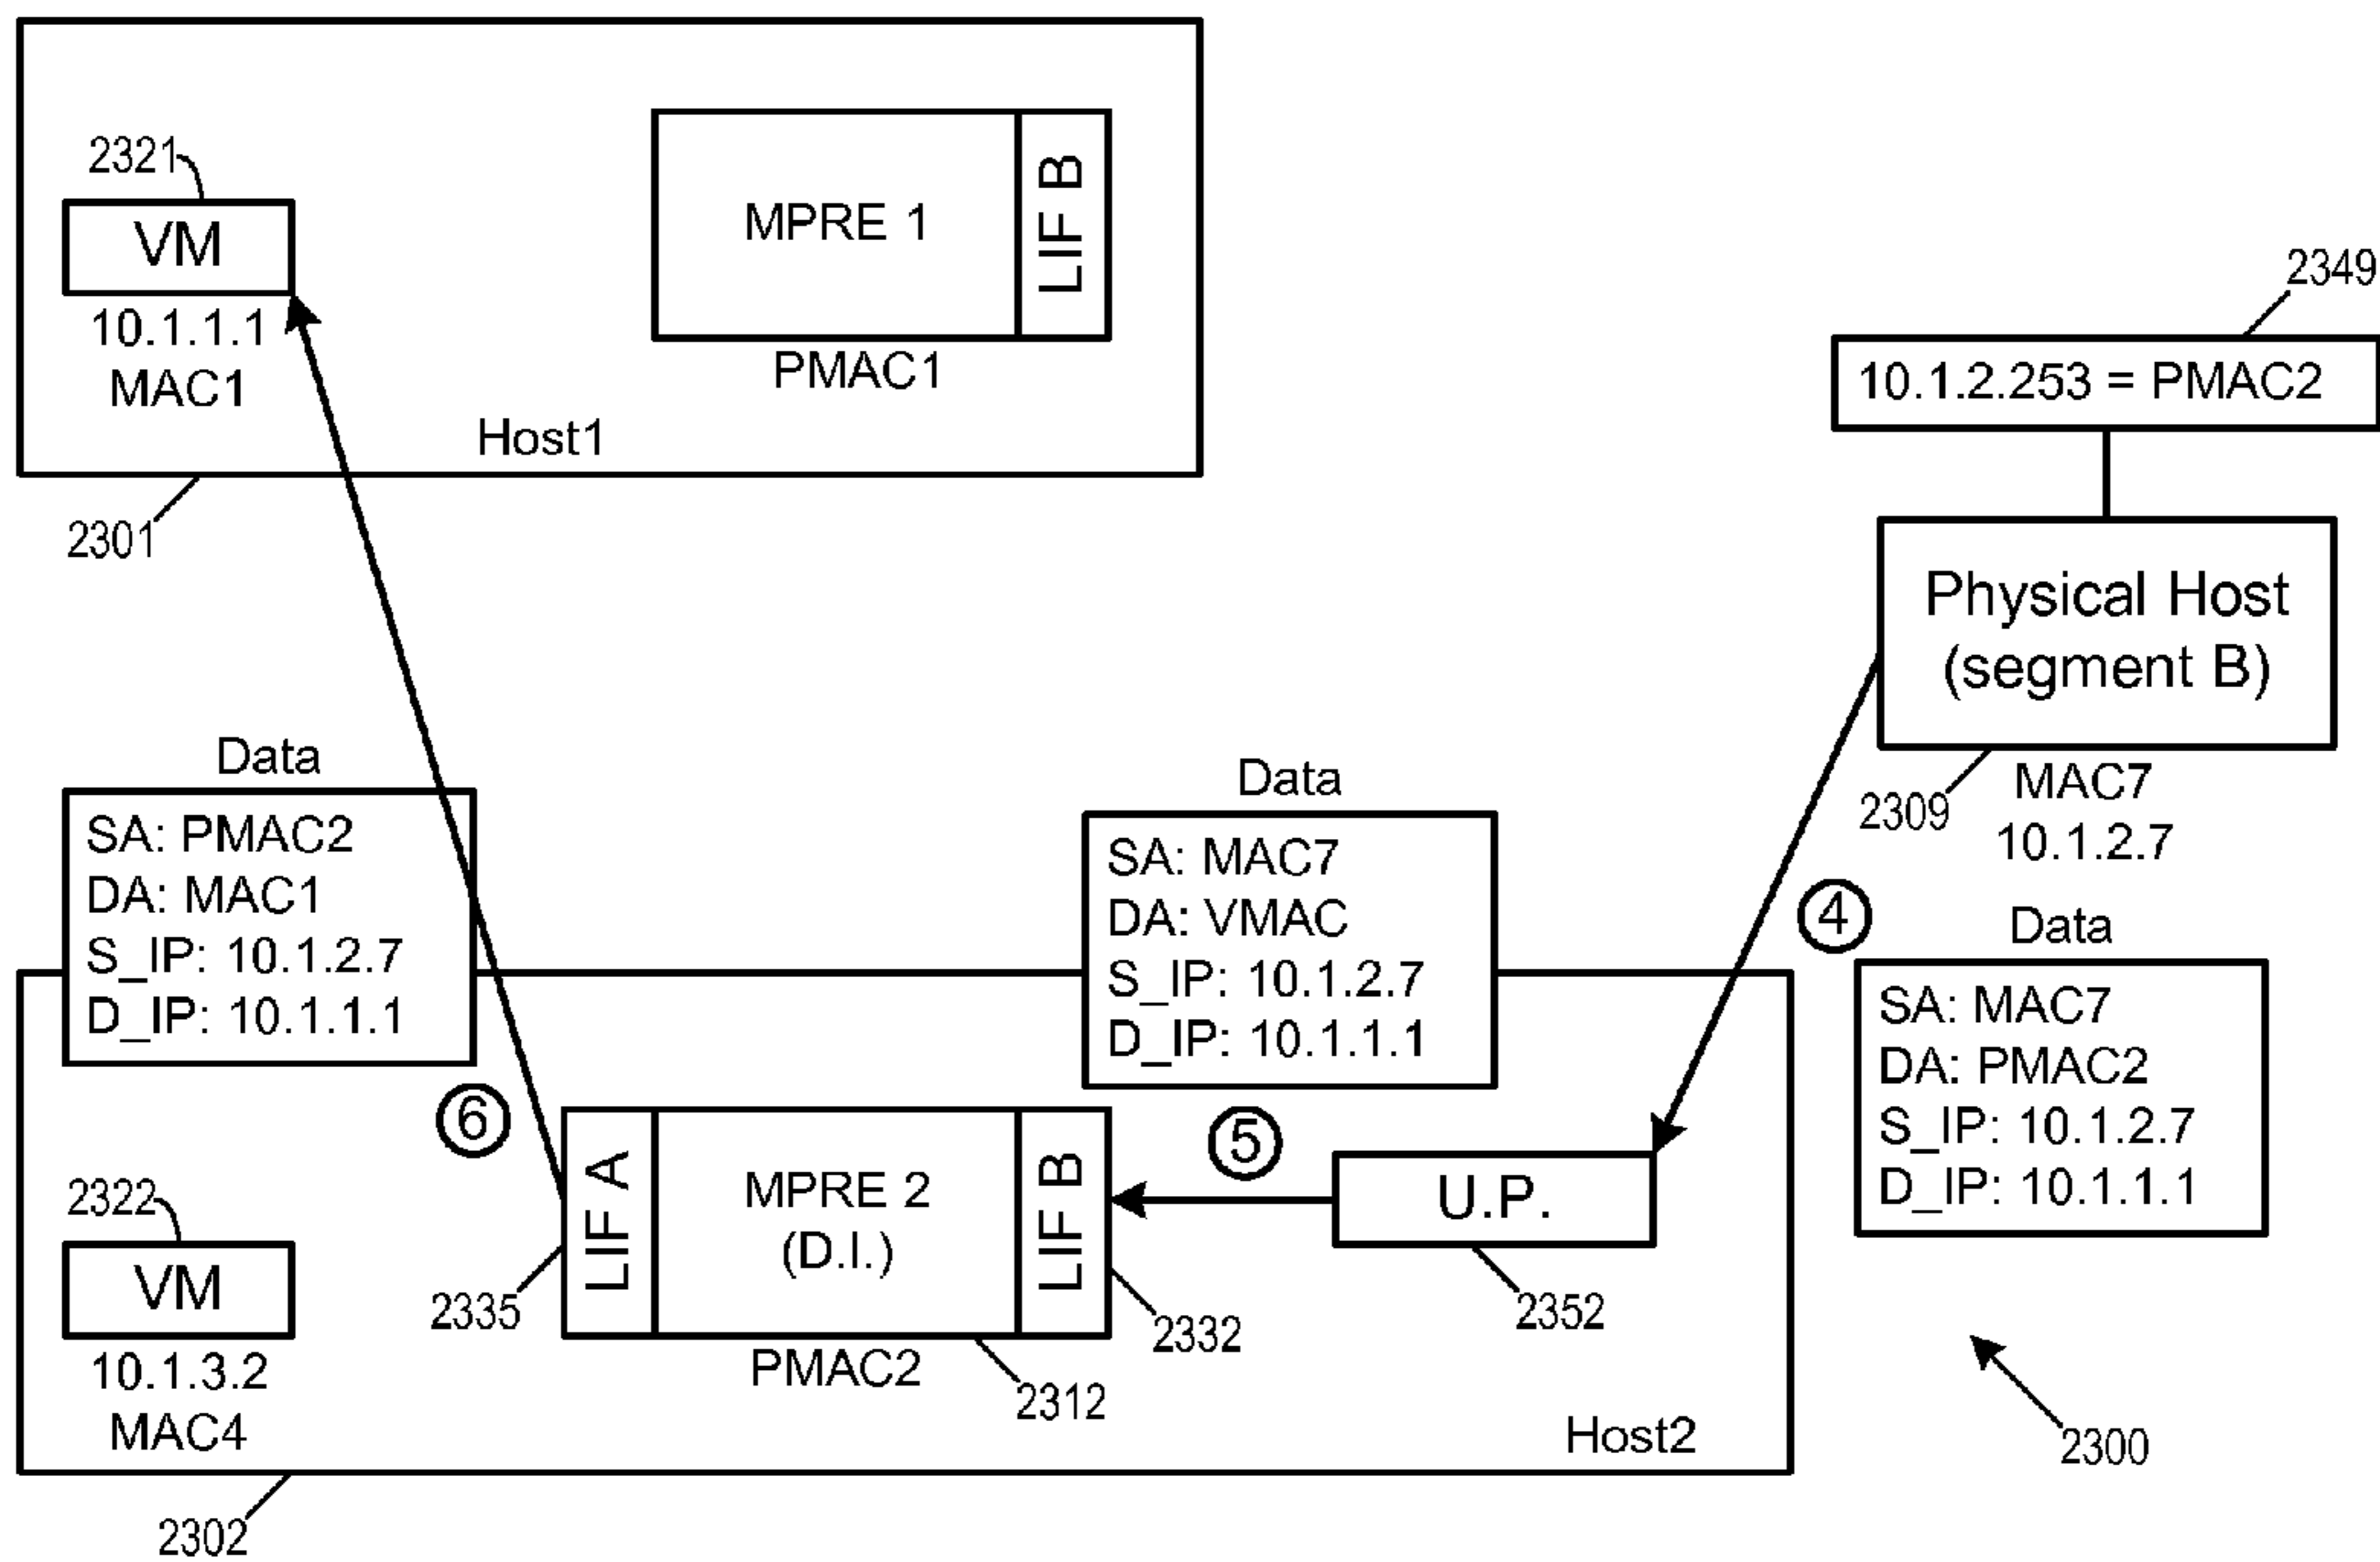 2321
VM
10.1.1.1
MAC1
MPRE 1
LIF B
PMAC1
Host1
2301
2349
10.1.2.253 = PMAC2
Physical Host
(segment B)
2309
MAC7
10.1.2.7
Data
SA: PMAC2
DA: MAC1
S_IP: 10.1.2.7
D_IP: 10.1.1.1
Data
SA: MAC7
DA: VMAC
S_IP: 10.1.2.7
D_IP: 10.1.1.1
4
Data
SA: MAC7
DA: PMAC2
S_IP: 10.1.2.7
D_IP: 10.1.1.1
6
5
2322
VM
10.1.3.2
MAC4
2335
LIF A
MPRE 2
(D.I.)
LIF B
PMAC2
2312
2332
U.P.
2352
Host2
2302
2300